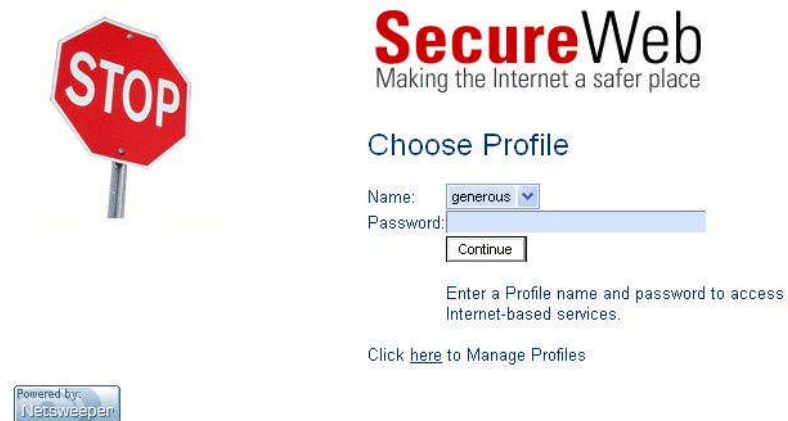 STOP
SecureWeb
Making the Internet a safer place
Choose Profile
Name: generous
Password:
Continue
Enter a Profile name and password to access
Internet-based services.
Click here to Manage Profiles
Powered by:
Netsweeper